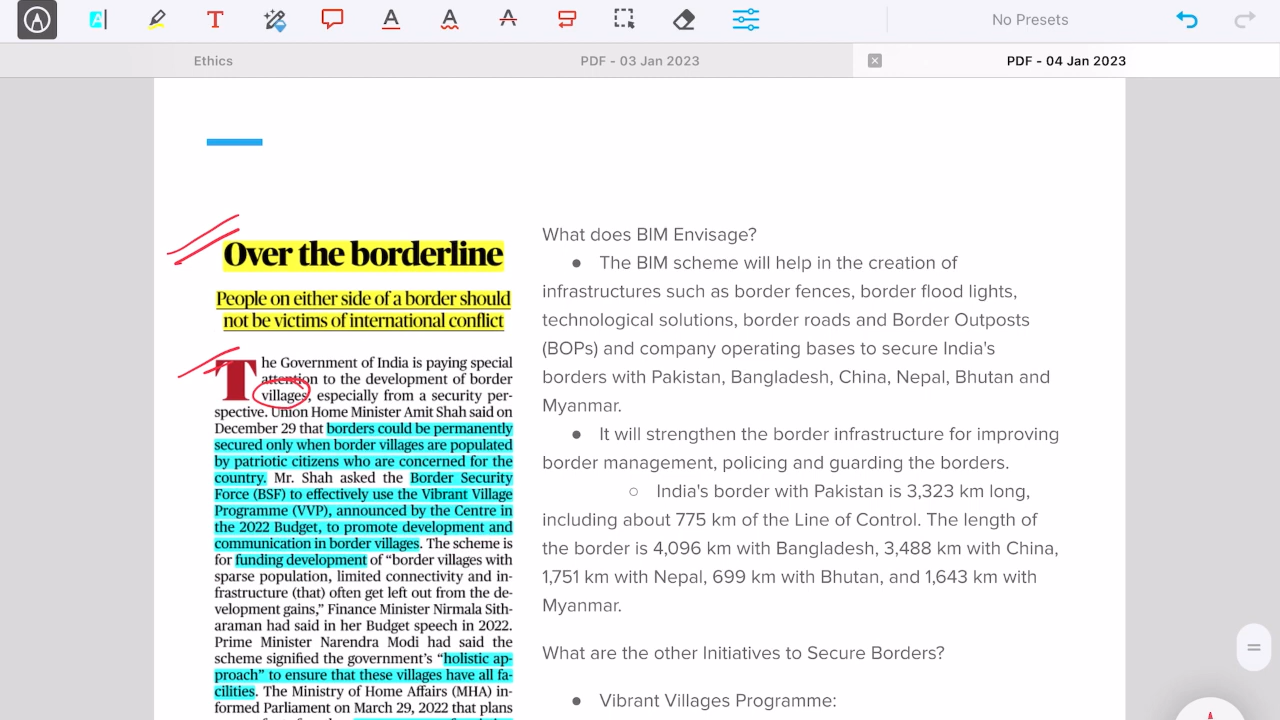 No Presets
Ethics
PDF - 03 Jan 2023
PDF - 04 Jan 2023
Over the borderline
People on either side of a border should
not be victims of international conflict
The Government of India is paying special
attention to the development of border
villages, especially from a security per-
spective. Union Home Minister Amit Shah said on
December 29 that borders could be permanently
secured only when border villages are populated
by patriotic citizens who are concerned for the
country. Mr. Shah asked the Border Security
Force (BSF) to effectively use the Vibrant Village
Programme (VVP), announced by the Centre in
the 2022 Budget, to promote development and
communication in border villages. The scheme is
for funding development of “border villages with
sparse population, limited connectivity and in-
frastructure (that) often get left out from the de-
velopment gains,” Finance Minister Nirmala Sith-
araman had said in her Budget speech in 2022.
Prime Minister Narendra Modi had said the
scheme signified the government’s “holistic ap-
proach” to ensure that these villages have all fa-
cilities. The Ministry of Home Affairs (MHA) in-
formed Parliament on March 29, 2022 that plans
What does BIM Envisage?
● The BIM scheme will help in the creation of
infrastructures such as border fences, border flood lights,
technological solutions, border roads and Border Outposts
(BOPs) and company operating bases to secure India's
borders with Pakistan, Bangladesh, China, Nepal, Bhutan and
Myanmar.
● It will strengthen the border infrastructure for improving
border management, policing and guarding the borders.
○ India's border with Pakistan is 3,323 km long,
including about 775 km of the Line of Control. The length of
the border is 4,096 km with Bangladesh, 3,488 km with China,
1,751 km with Nepal, 699 km with Bhutan, and 1,643 km with
Myanmar.
What are the other Initiatives to Secure Borders?
● Vibrant Villages Programme: